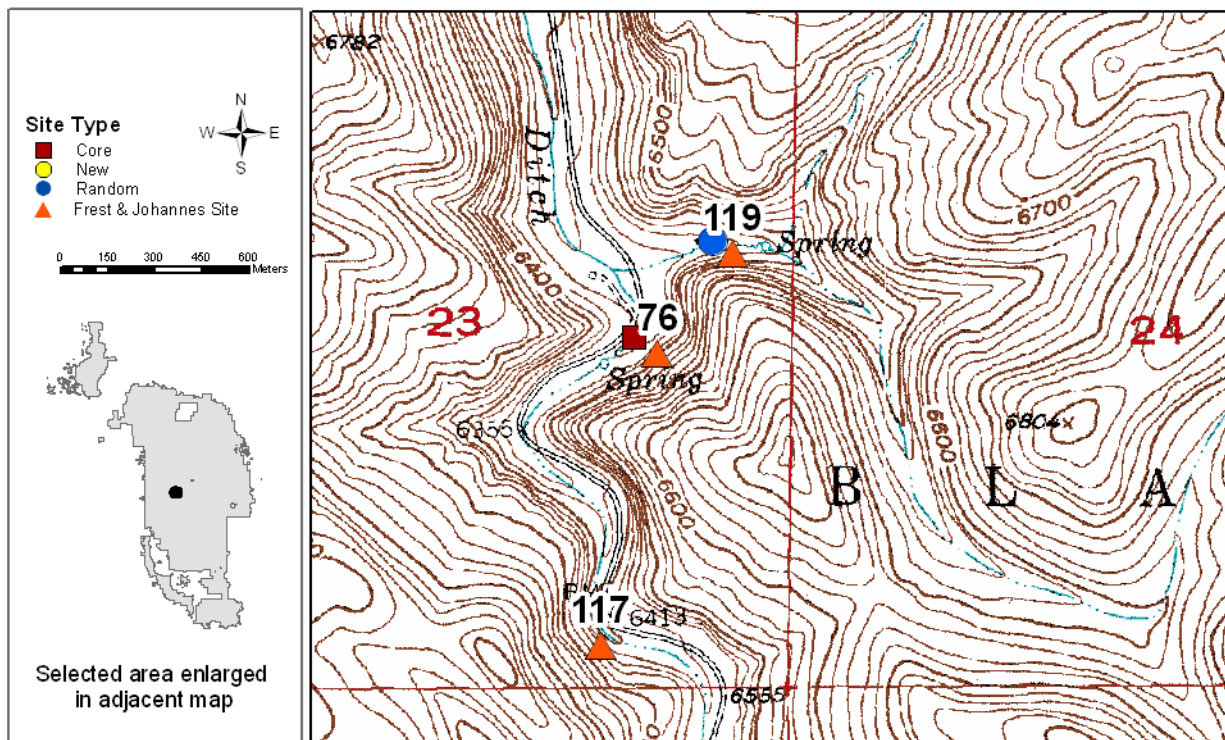 N
W E
S
Site Type
Core
New
Random
Frest & Johannes Site
0 150 300 450 600
Meters
Selected area enlarged
in adjacent map
6782
Ditch
6500
6700
119
Spring
6400
23
76
24
Spring
6355
6804
6600
6600
B L A
117
6413
6555